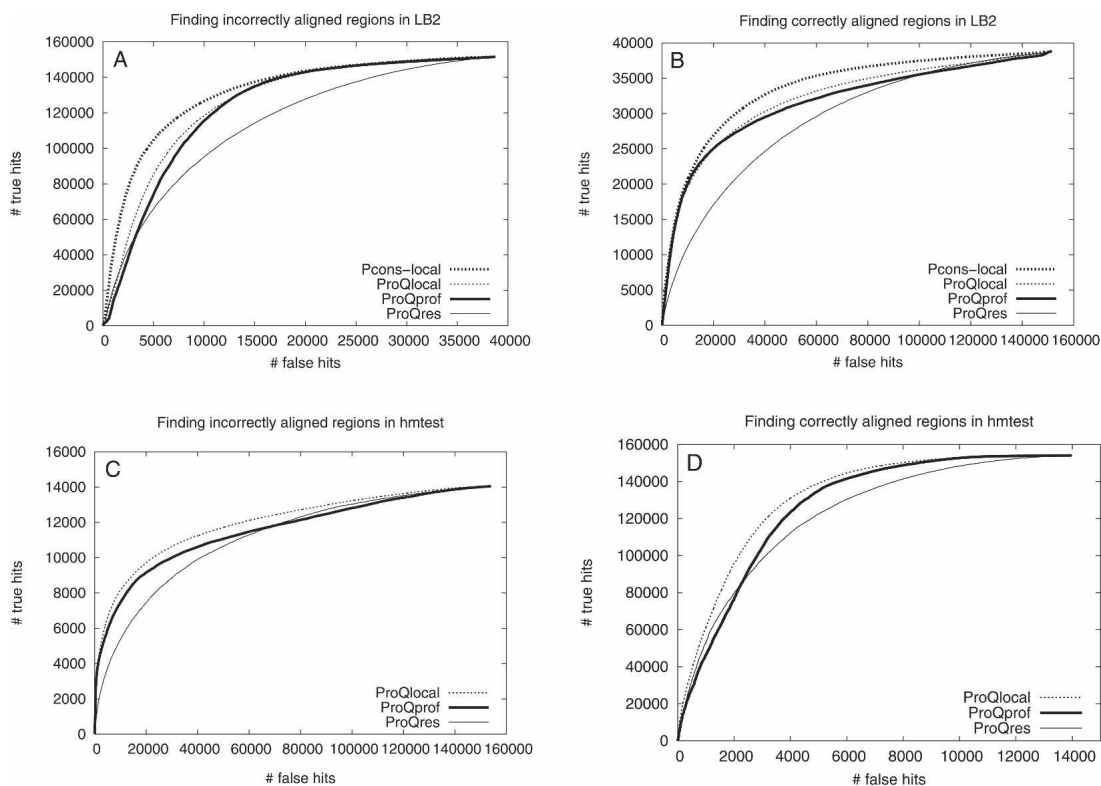 Finding incorrectly aligned regions in LB2
A
160000
140000
120000
100000
80000
60000
40000
20000
0
# true hits
Pcons-local
ProQlocal
ProQprof
ProQres
0 5000 10000 15000 20000 25000 30000 35000 40000
# false hits
Finding correctly aligned regions in LB2
B
40000
35000
30000
25000
20000
15000
10000
5000
0
# true hits
Pcons-local
ProQlocal
ProQprof
ProQres
0 20000 40000 60000 80000 100000 120000 140000 160000
# false hits
Finding incorrectly aligned regions in hmtest
C
16000
14000
12000
10000
8000
6000
4000
2000
0
# true hits
ProQlocal
ProQprof
ProQres
0 20000 40000 60000 80000 100000 120000 140000 160000
# false hits
Finding correctly aligned regions in hmtest
D
160000
140000
120000
100000
80000
60000
40000
20000
0
# true hits
ProQlocal
ProQprof
ProQres
0 2000 4000 6000 8000 10000 12000 14000
# false hits